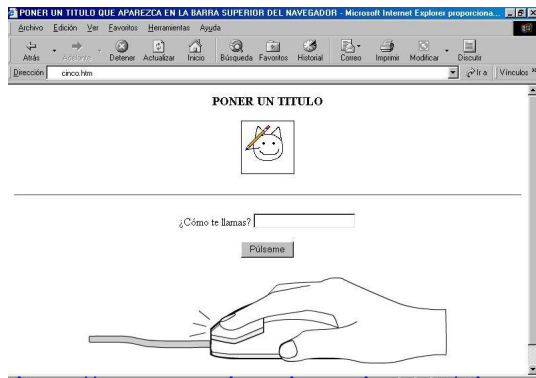 PONER UN TITULO QUE APAREZCA EN LA BARRA SUPERIOR DEL NAVEGADOR - Microsoft Internet Explorer proporciona...
Archivo Edición Ver Favoritos Herramientas Ayuda
Atrás Adelante Detener Actualizar Inicio Búsqueda Favoritos Historial Correo Imprimir Modificar Discutir
Dirección cinco.htm Ir a Vínculos »
PONER UN TITULO
¿Cómo te llamas?
Púlsame